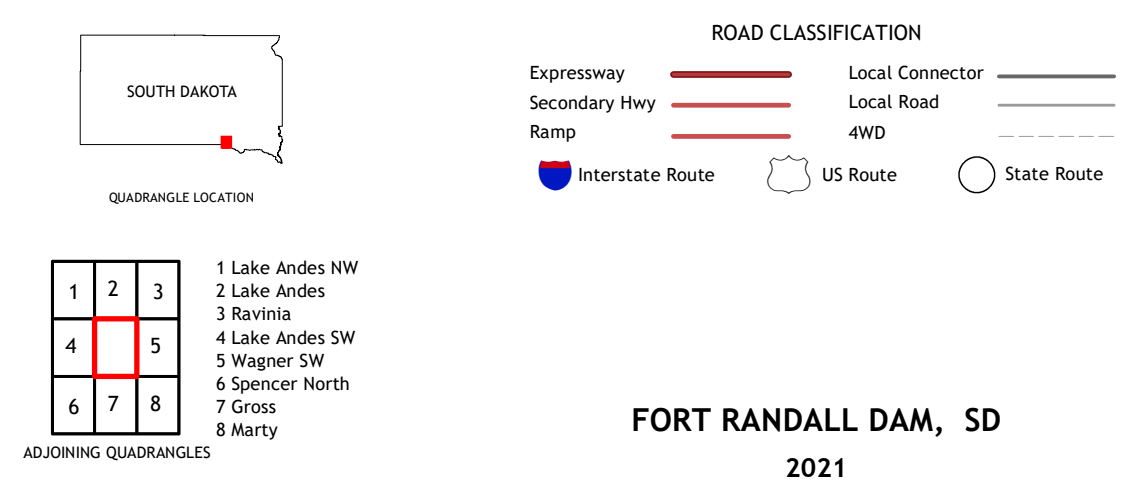 SOUTH DAKOTA
QUADRANGLE LOCATION
ROAD CLASSIFICATION
Expressway
Secondary Hwy
Ramp
Local Connector
Local Road
4WD
Interstate Route
US Route
State Route
1 2 3
4 5
6 7 8
ADJOINING QUADRANGLES
1 Lake Andes NW
2 Lake Andes
3 Ravinia
4 Lake Andes SW
5 Wagner SW
6 Spencer North
7 Gross
8 Marty
FORT RANDALL DAM, SD
2021